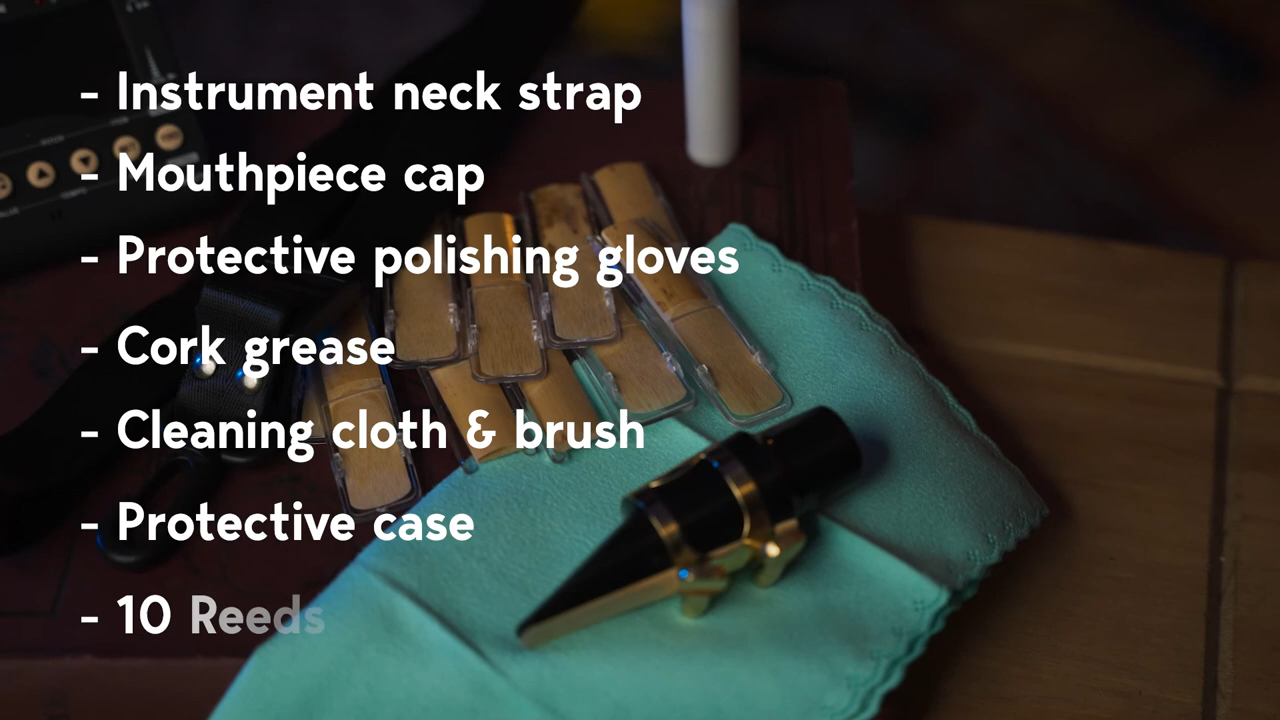 - Instrument neck strap
- Mouthpiece cap
- Protective polishing gloves
- Cork grease
- Cleaning cloth & brush
- Protective case
- 10 Reeds